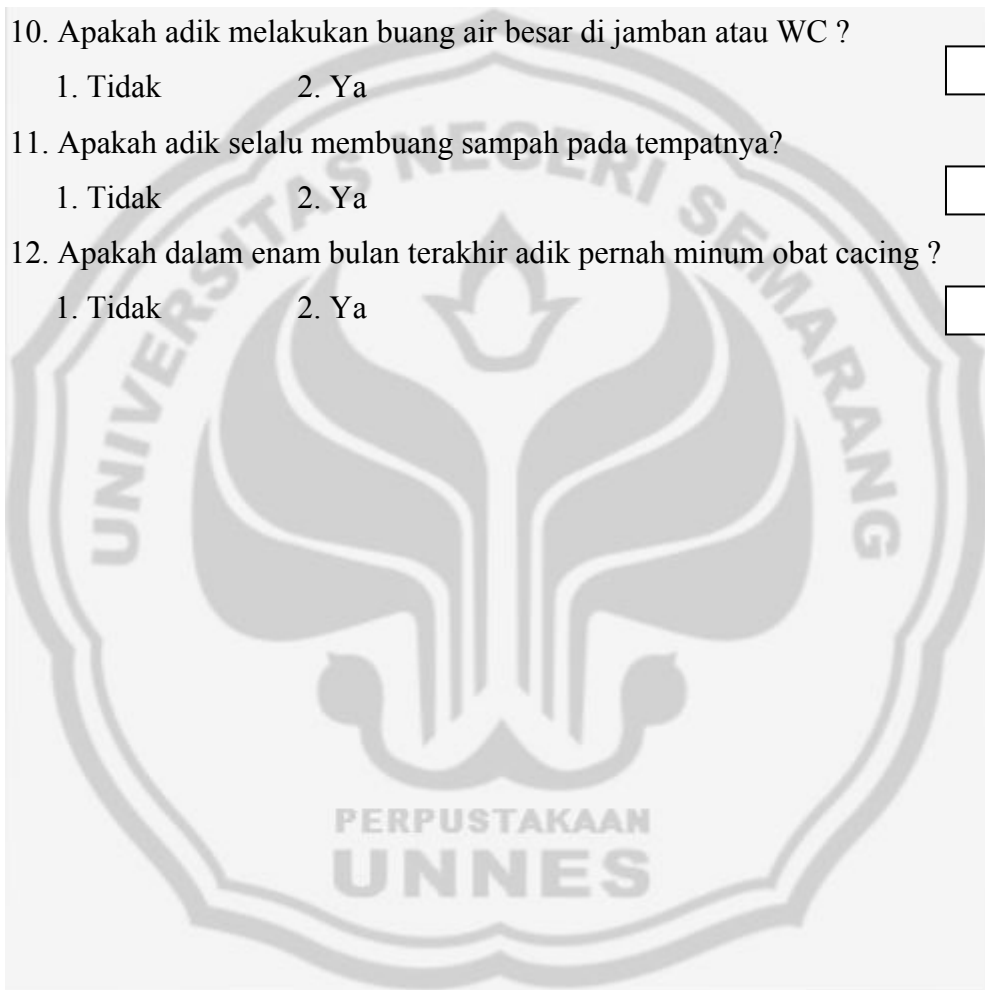 10. Apakah adik melakukan buang air besar di jamban atau WC ?
1. Tidak 2. Ya
11. Apakah adik selalu membuang sampah pada tempatnya?
1. Tidak 2. Ya
12. Apakah dalam enam bulan terakhir adik pernah minum obat cacing ?
1. Tidak 2. Ya
UNIVERSITAS NEGERI SEMARANG
PERPUSTAKAAN
UNNES